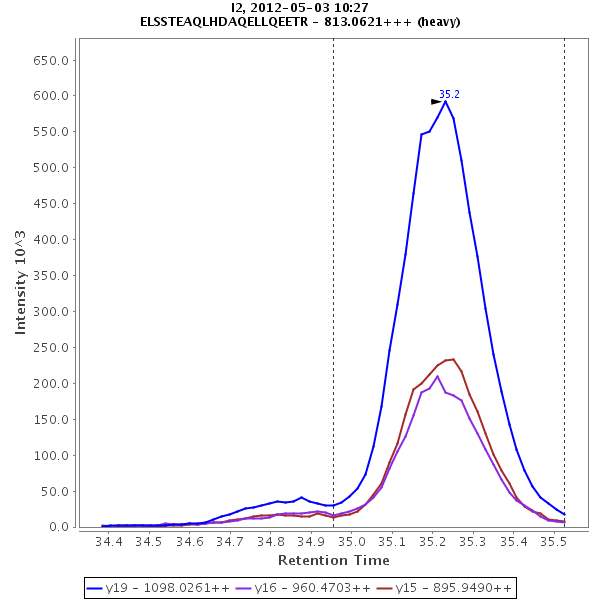 I2, 2012-05-03 10:27
ELSSTEAQLHDAQELLQEETR - 813.0621+++ (heavy)
650.0
600.0
550.0
500.0
450.0
400.0
350.0
300.0
250.0
200.0
150.0
100.0
50.0
0.0
Intensity 10^3
35.2
34.4 34.5 34.6 34.7 34.8 34.9 35.0 35.1 35.2 35.3 35.4 35.5
Retention Time
y19 - 1098.0261++ y16 - 960.4703++ y15 - 895.9490++